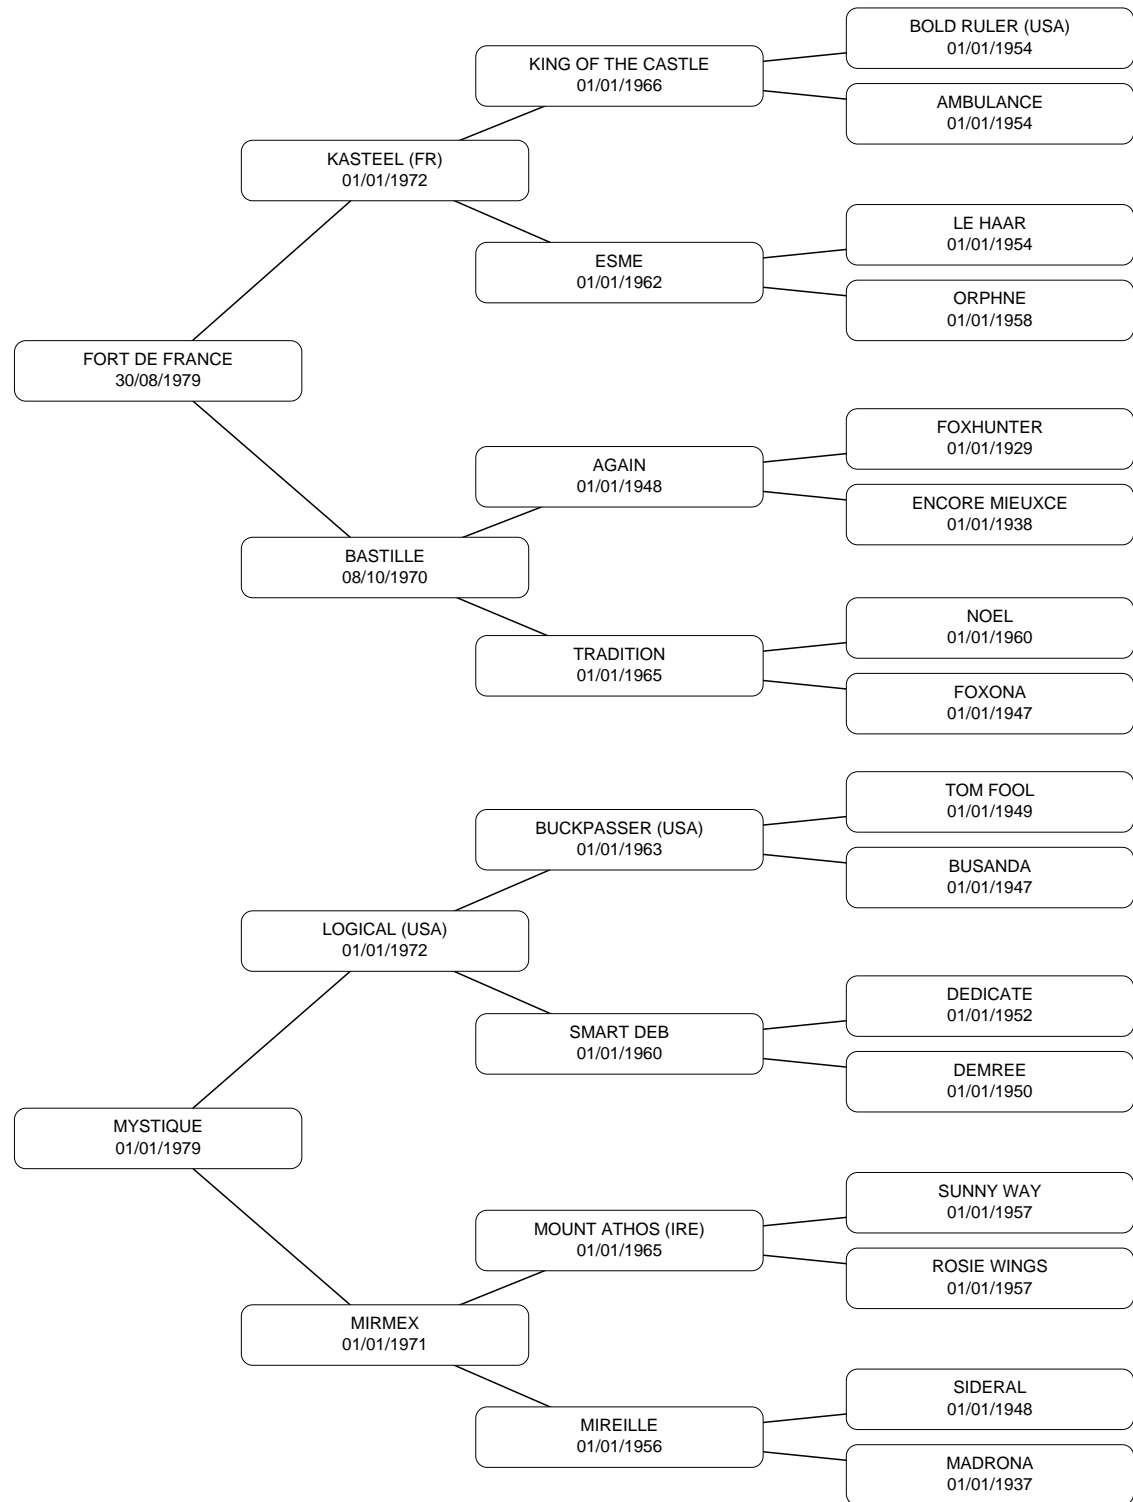 BOLD RULER (USA)
01/01/1954
KING OF THE CASTLE
01/01/1966
AMBULANCE
01/01/1954
KASTEEL (FR)
01/01/1972
LE HAAR
01/01/1954
ESME
01/01/1962
ORPHNE
01/01/1958
FORT DE FRANCE
30/08/1979
FOXHUNTER
01/01/1929
AGAIN
01/01/1948
ENCORE MIEUXCE
01/01/1938
BASTILLE
08/10/1970
NOEL
01/01/1960
TRADITION
01/01/1965
FOXONA
01/01/1947
TOM FOOL
01/01/1949
BUCKPASSER (USA)
01/01/1963
BUSANDA
01/01/1947
LOGICAL (USA)
01/01/1972
DEDICATE
01/01/1952
SMART DEB
01/01/1960
DEMREE
01/01/1950
MYSTIQUE
01/01/1979
SUNNY WAY
01/01/1957
MOUNT ATHOS (IRE)
01/01/1965
ROSIE WINGS
01/01/1957
MIRMEX
01/01/1971
SIDERAL
01/01/1948
MIREILLE
01/01/1956
MADRONA
01/01/1937